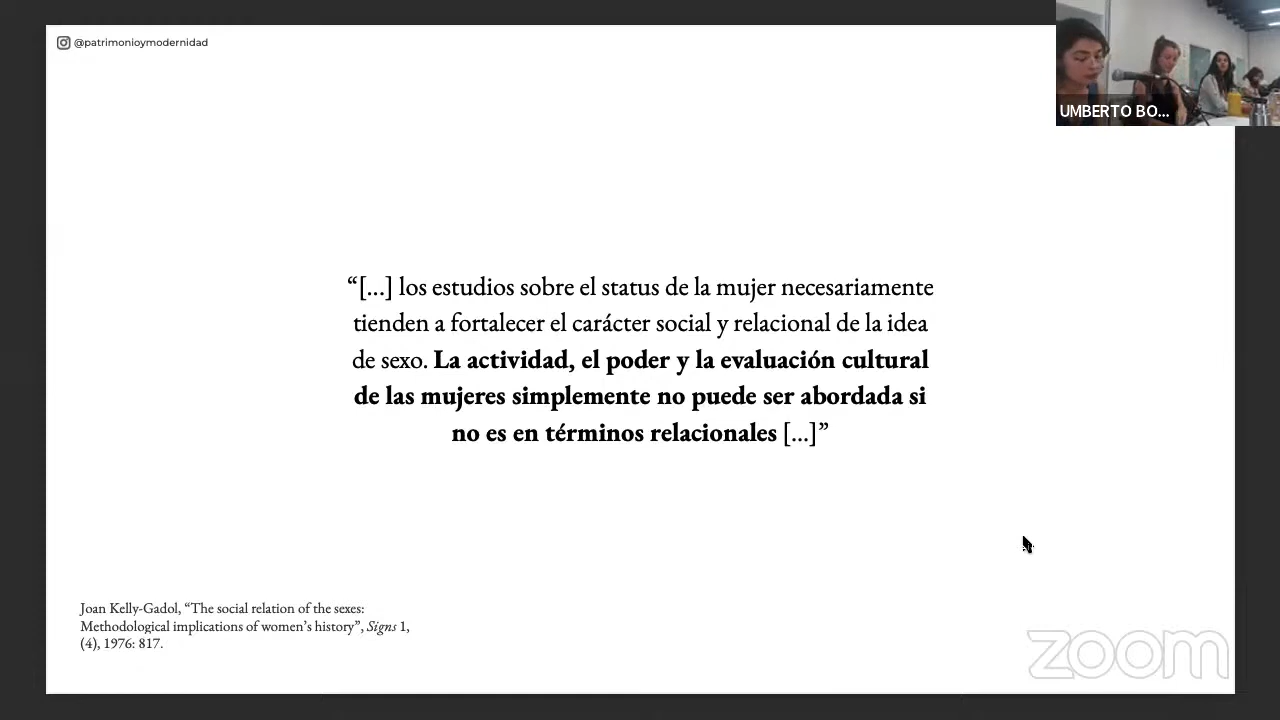 @patrimonioymodernidad
UMBERTO BO...
“[...] los estudios sobre el status de la mujer necesariamente
tienden a fortalecer el carácter social y relacional de la idea
de sexo. La actividad, el poder y la evaluación cultural
de las mujeres simplemente no puede ser abordada si
no es en términos relacionales [...]”
Joan Kelly-Gadol, “The social relation of the sexes:
Methodological implications of women’s history”, Signs 1,
(4), 1976: 817.
zoom